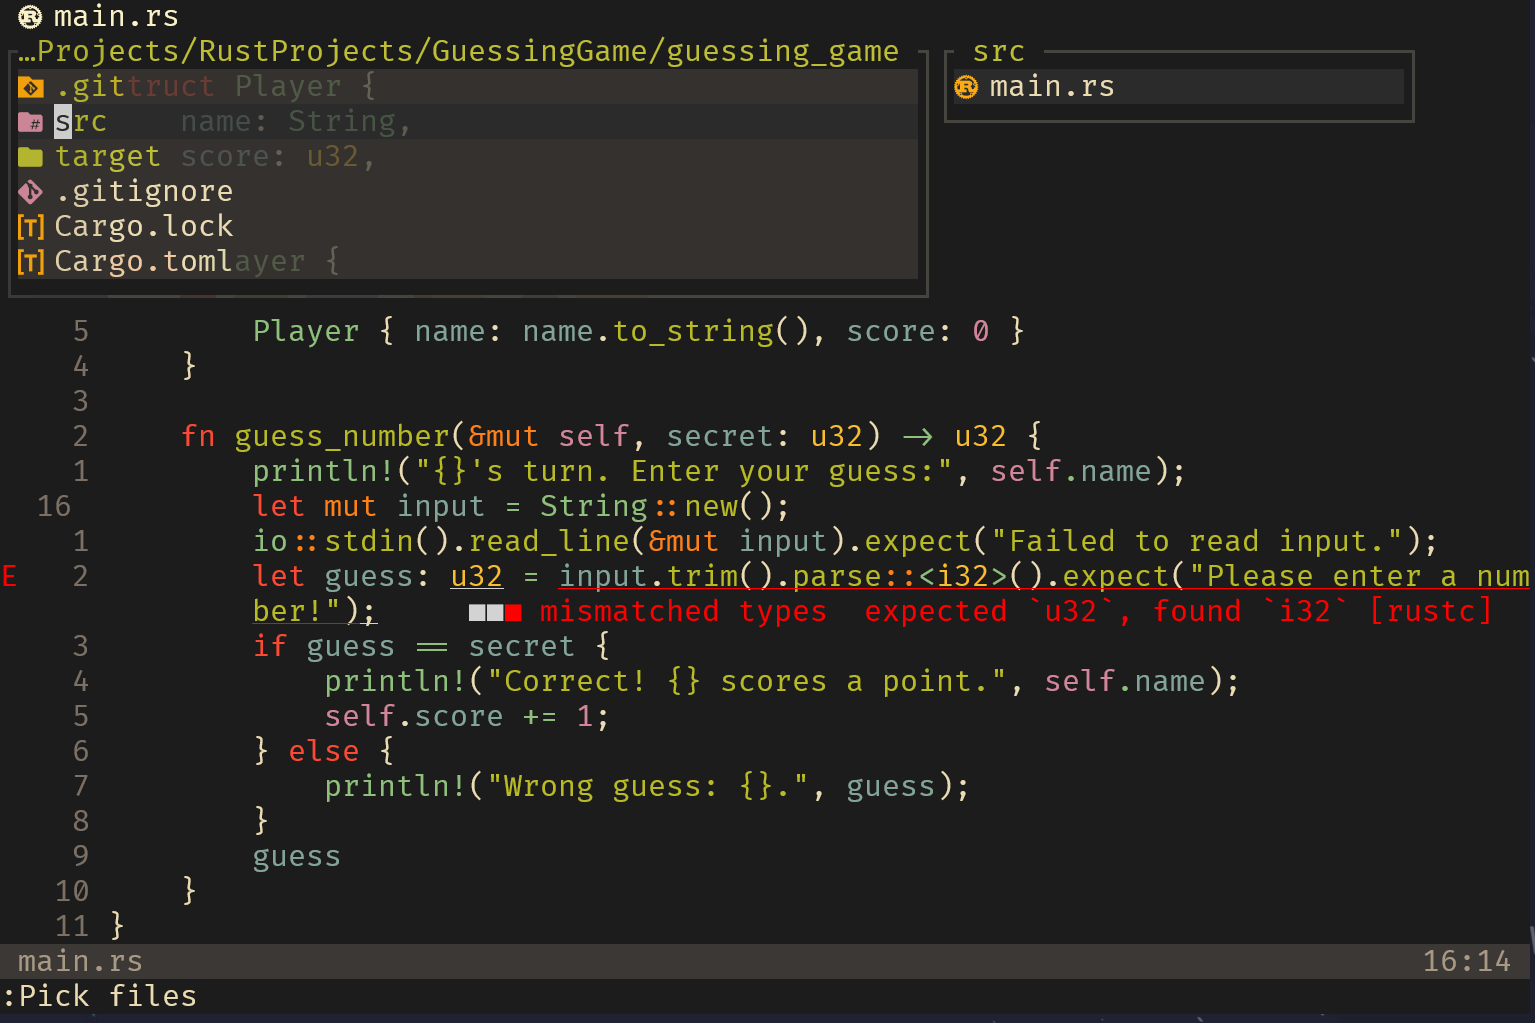 main.rs
…Projects/RustProjects/GuessingGame/guessing_game
src
.gittruct Player {
main.rs
src    name: String,
target score: u32,
.gitignore
Cargo.lock
Cargo.tomlayer {
5 Player { name: name.to_string(), score: 0 }
4 }
3
2 fn guess_number(&mut self, secret: u32) -> u32 {
1 println!("{}'s turn. Enter your guess:", self.name);
16 let mut input = String::new();
1 io::stdin().read_line(&mut input).expect("Failed to read input.");
E 2 let guess: u32 = input.trim().parse::<i32>().expect("Please enter a num
ber!"); ■■■ mismatched types  expected `u32`, found `i32` [rustc]
3 if guess == secret {
4 println!("Correct! {} scores a point.", self.name);
5 self.score += 1;
6 } else {
7 println!("Wrong guess: {}.", guess);
8 }
9 guess
10 }
11 }
main.rs 16:14
:Pick files